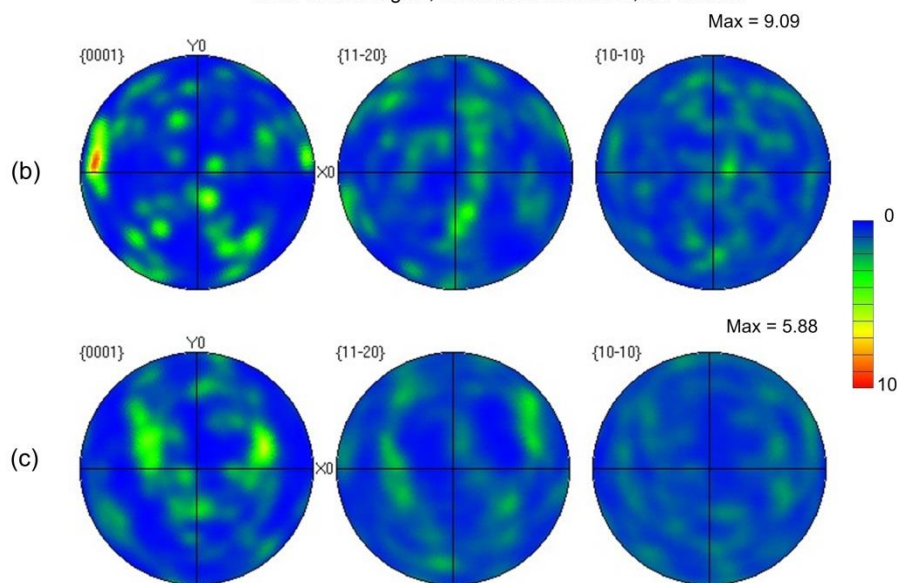 Max = 9.09
{0001}
Y0
{11-20}
{10-10}
(b)
X0
0
Max = 5.88
{0001}
Y0
{11-20}
{10-10}
10
(c)
X0